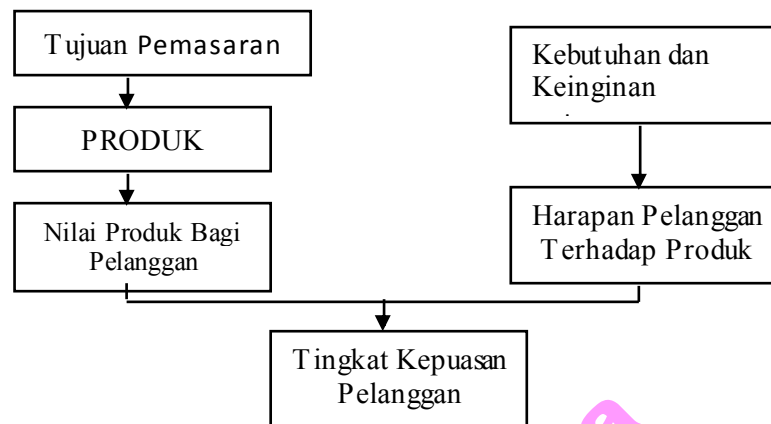 Tujuan Pemasaran
PRODUK
Nilai Produk Bagi
Pelanggan
Kebutuhan dan
Keinginan
Harapan Pelanggan
Terhadap Produk
Tingkat Kepuasan
Pelanggan